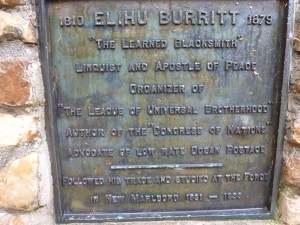 1810 ELIHU BURRITT 1879
"THE LEARNED BLACKSMITH"
LINGUIST AND APOSTLE OF PEACE
ORGANIZER OF
"THE LEAGUE OF UNIVERSAL BROTHERHOOD"
AUTHOR OF THE "CONGRESS OF NATIONS"
ADVOCATE OF LOW RATE OCEAN POSTAGE
FOLLOWED HIS TRADE AND STUDIED AT THE FORGE
IN NEW MARLBORO 1831 –